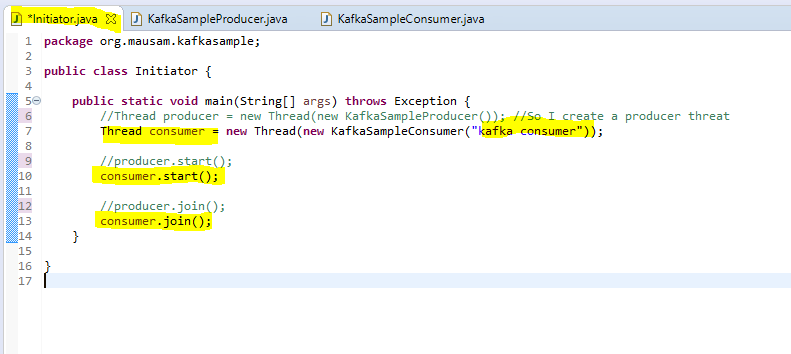 *Initiator.java KafkaSampleProducer.java KafkaSampleConsumer.java
1 package org.mausam.kafkasample;
2
3 public class Initiator {
4
5 public static void main(String[] args) throws Exception {
6 //Thread producer = new Thread(new KafkaSampleProducer()); //So I create a producer threat
7 Thread consumer = new Thread(new KafkaSampleConsumer("kafka consumer"));
8
9 //producer.start();
10 consumer.start();
11
12 //producer.join();
13 consumer.join();
14 }
15
16 }
17